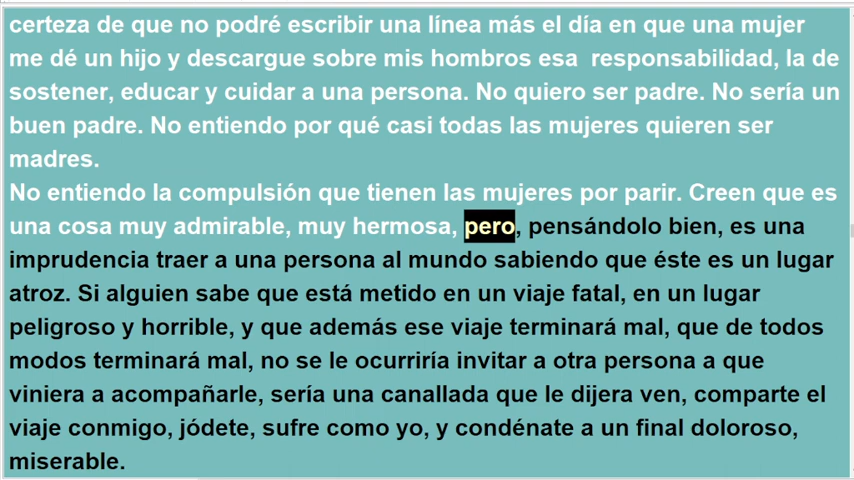 certeza de que no podré escribir una línea más el día en que una mujer
me dé un hijo y descargue sobre mis hombros esa  responsabilidad, la de
sostener, educar y cuidar a una persona. No quiero ser padre. No sería un
buen padre. No entiendo por qué casi todas las mujeres quieren ser
madres.
No entiendo la compulsión que tienen las mujeres por parir. Creen que es
una cosa muy admirable, muy hermosa, pero, pensándolo bien, es una
imprudencia traer a una persona al mundo sabiendo que éste es un lugar
atroz. Si alguien sabe que está metido en un viaje fatal, en un lugar
peligroso y horrible, y que además ese viaje terminará mal, que de todos
modos terminará mal, no se le ocurriría invitar a otra persona a que
viniera a acompañarle, sería una canallada que le dijera ven, comparte el
viaje conmigo, jódete, sufre como yo, y condénate a un final doloroso,
miserable.